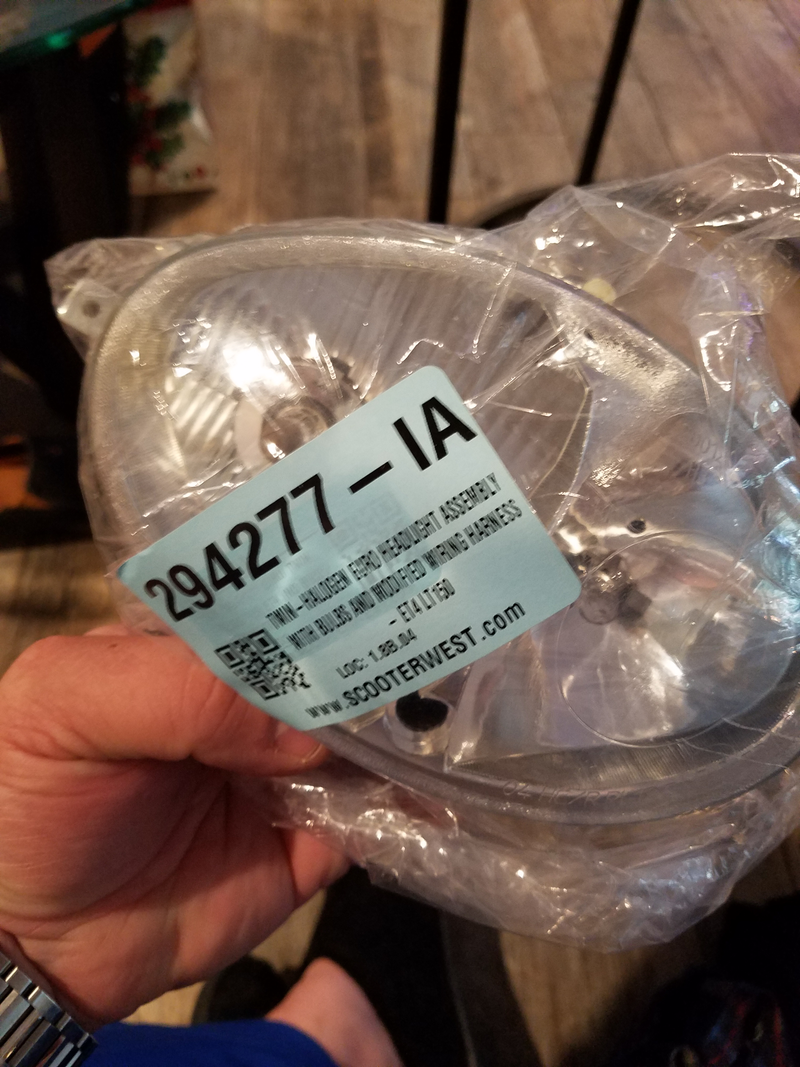 294277-IA
TWIN-HALOGEN EURO HEADLIGHT ASSEMBLY
WITH BULBS AND MODIFIED WIRING HARNESS
- ET4 LT150
LOC: 1.8B.04
www.SCOOTERWEST.com